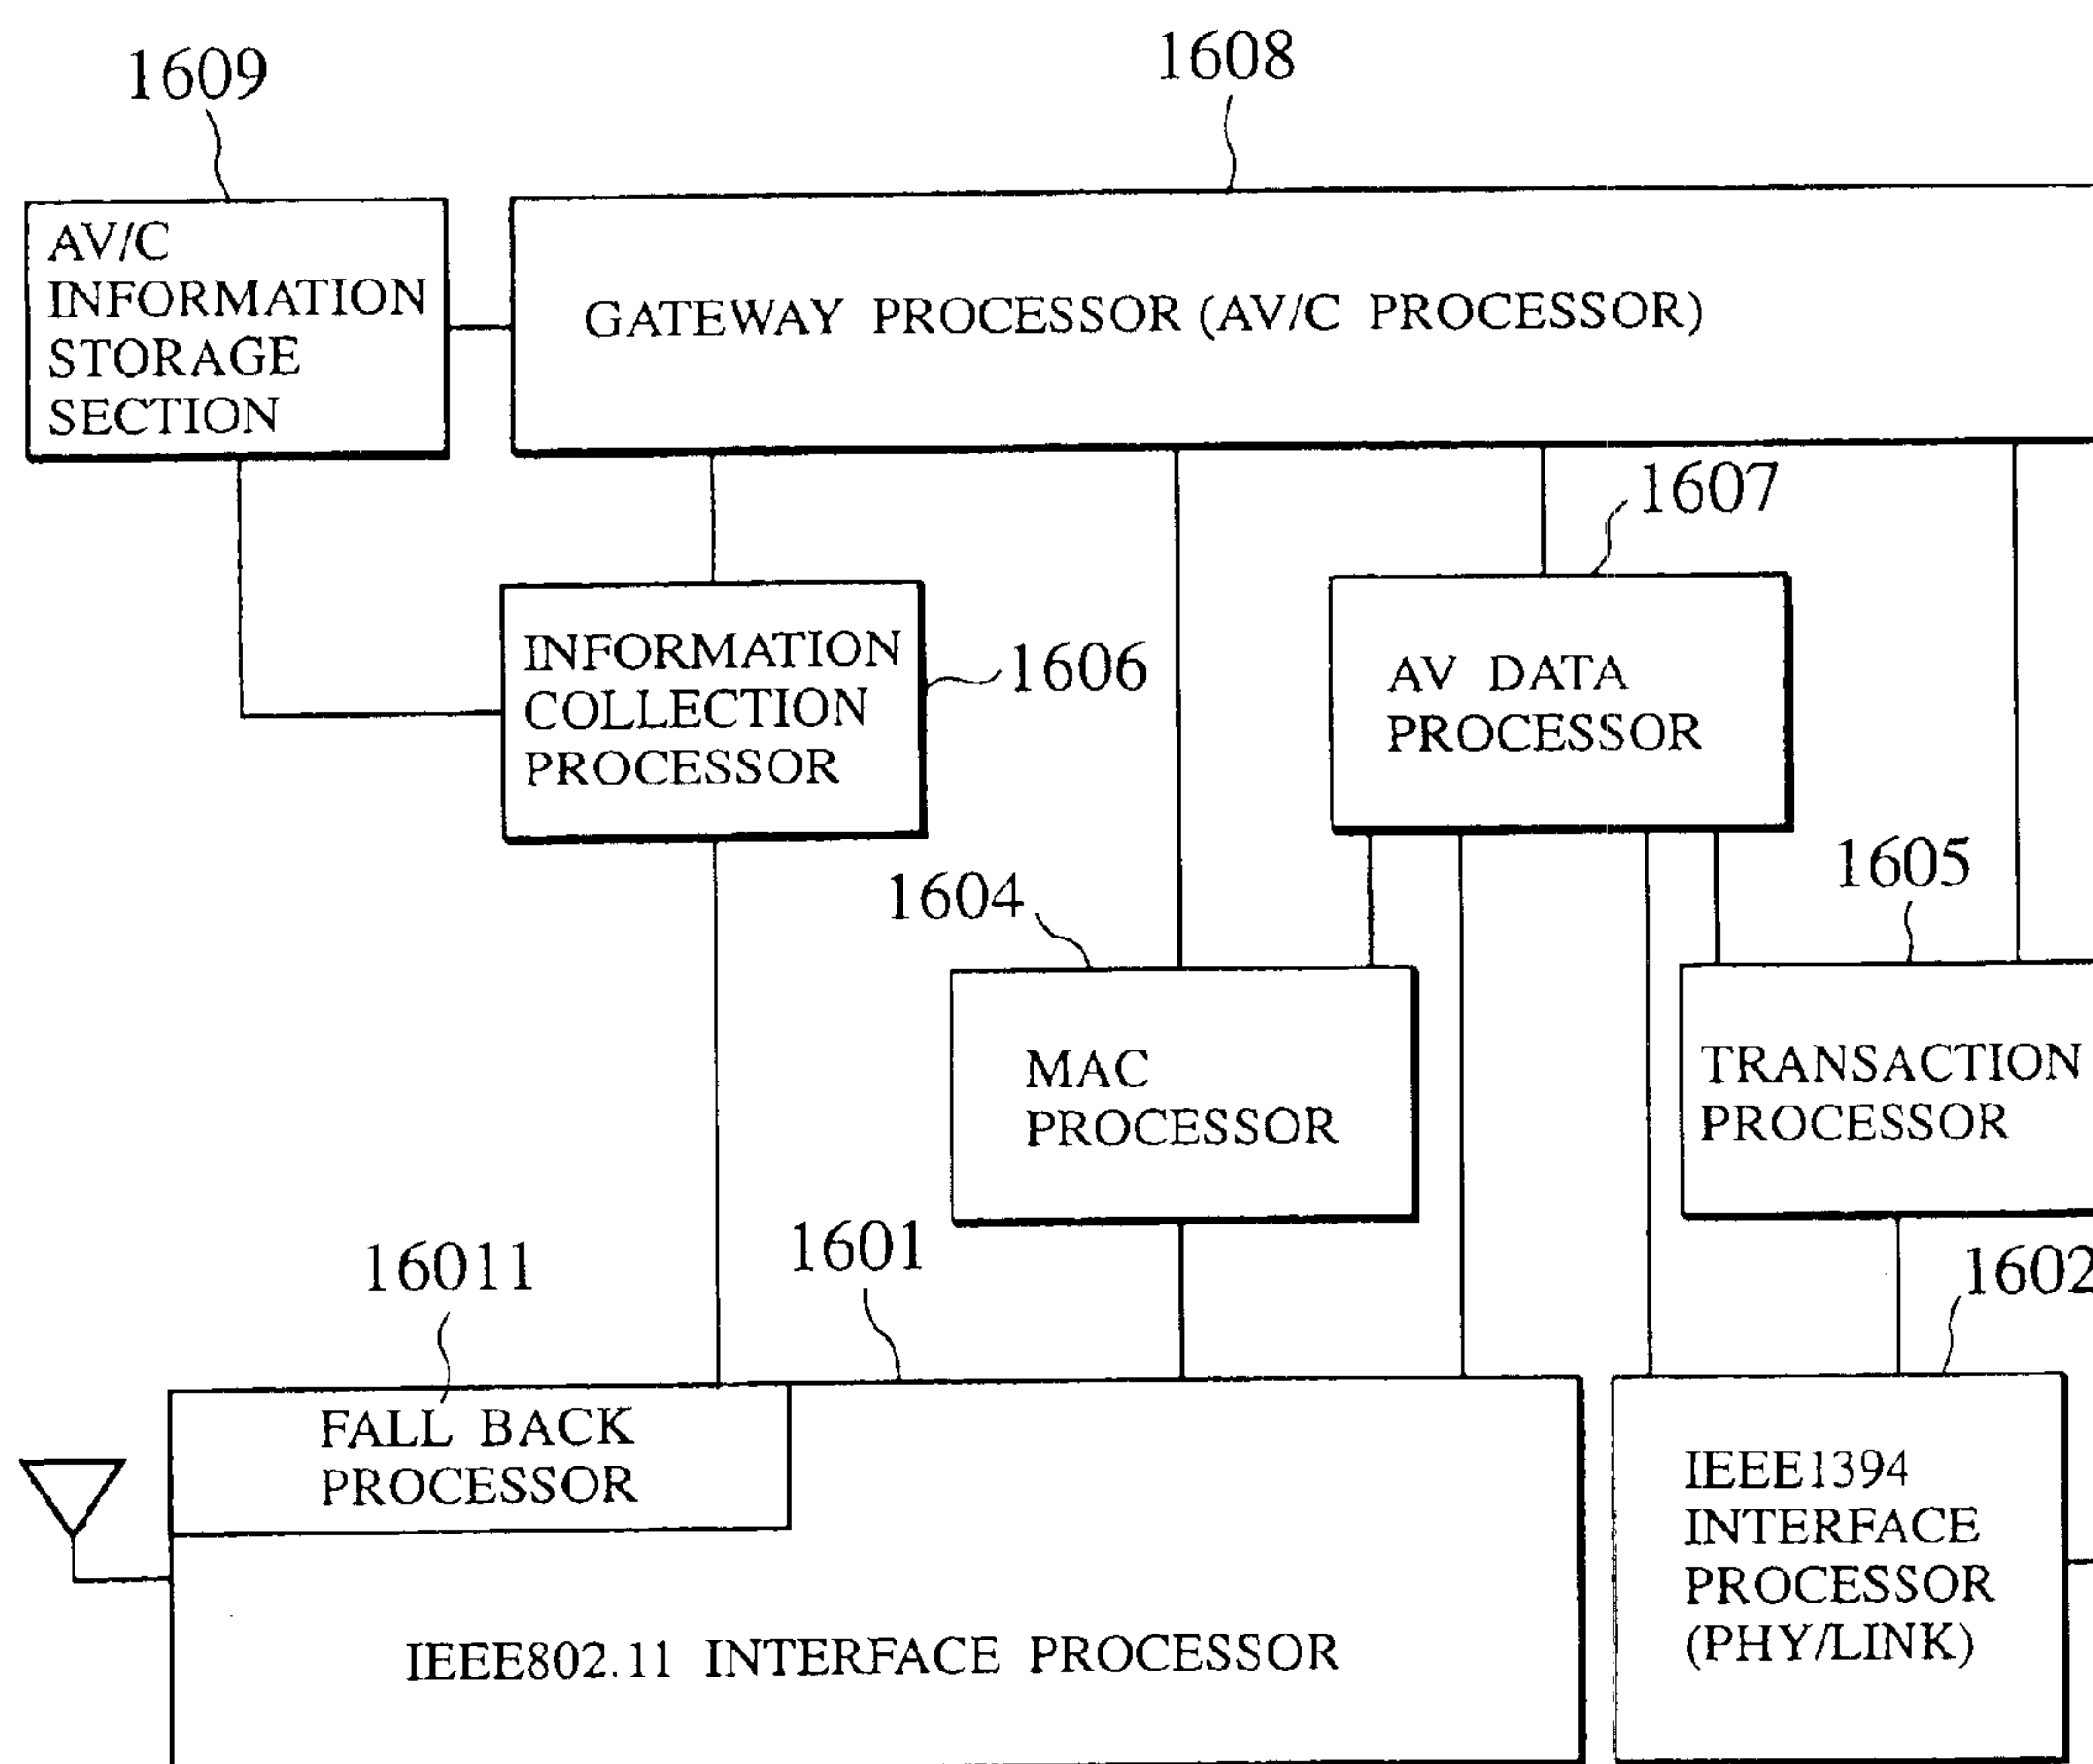 1609
1608
AV/C
INFORMATION
STORAGE
SECTION
GATEWAY PROCESSOR (AV/C PROCESSOR)
1607
INFORMATION
COLLECTION
PROCESSOR
1606
AV DATA
PROCESSOR
1604
1605
MAC
PROCESSOR
TRANSACTION
PROCESSOR
16011
1601
1602
FALL BACK
PROCESSOR
IEEE1394
INTERFACE
PROCESSOR
(PHY/LINK)
IEEE802.11 INTERFACE PROCESSOR